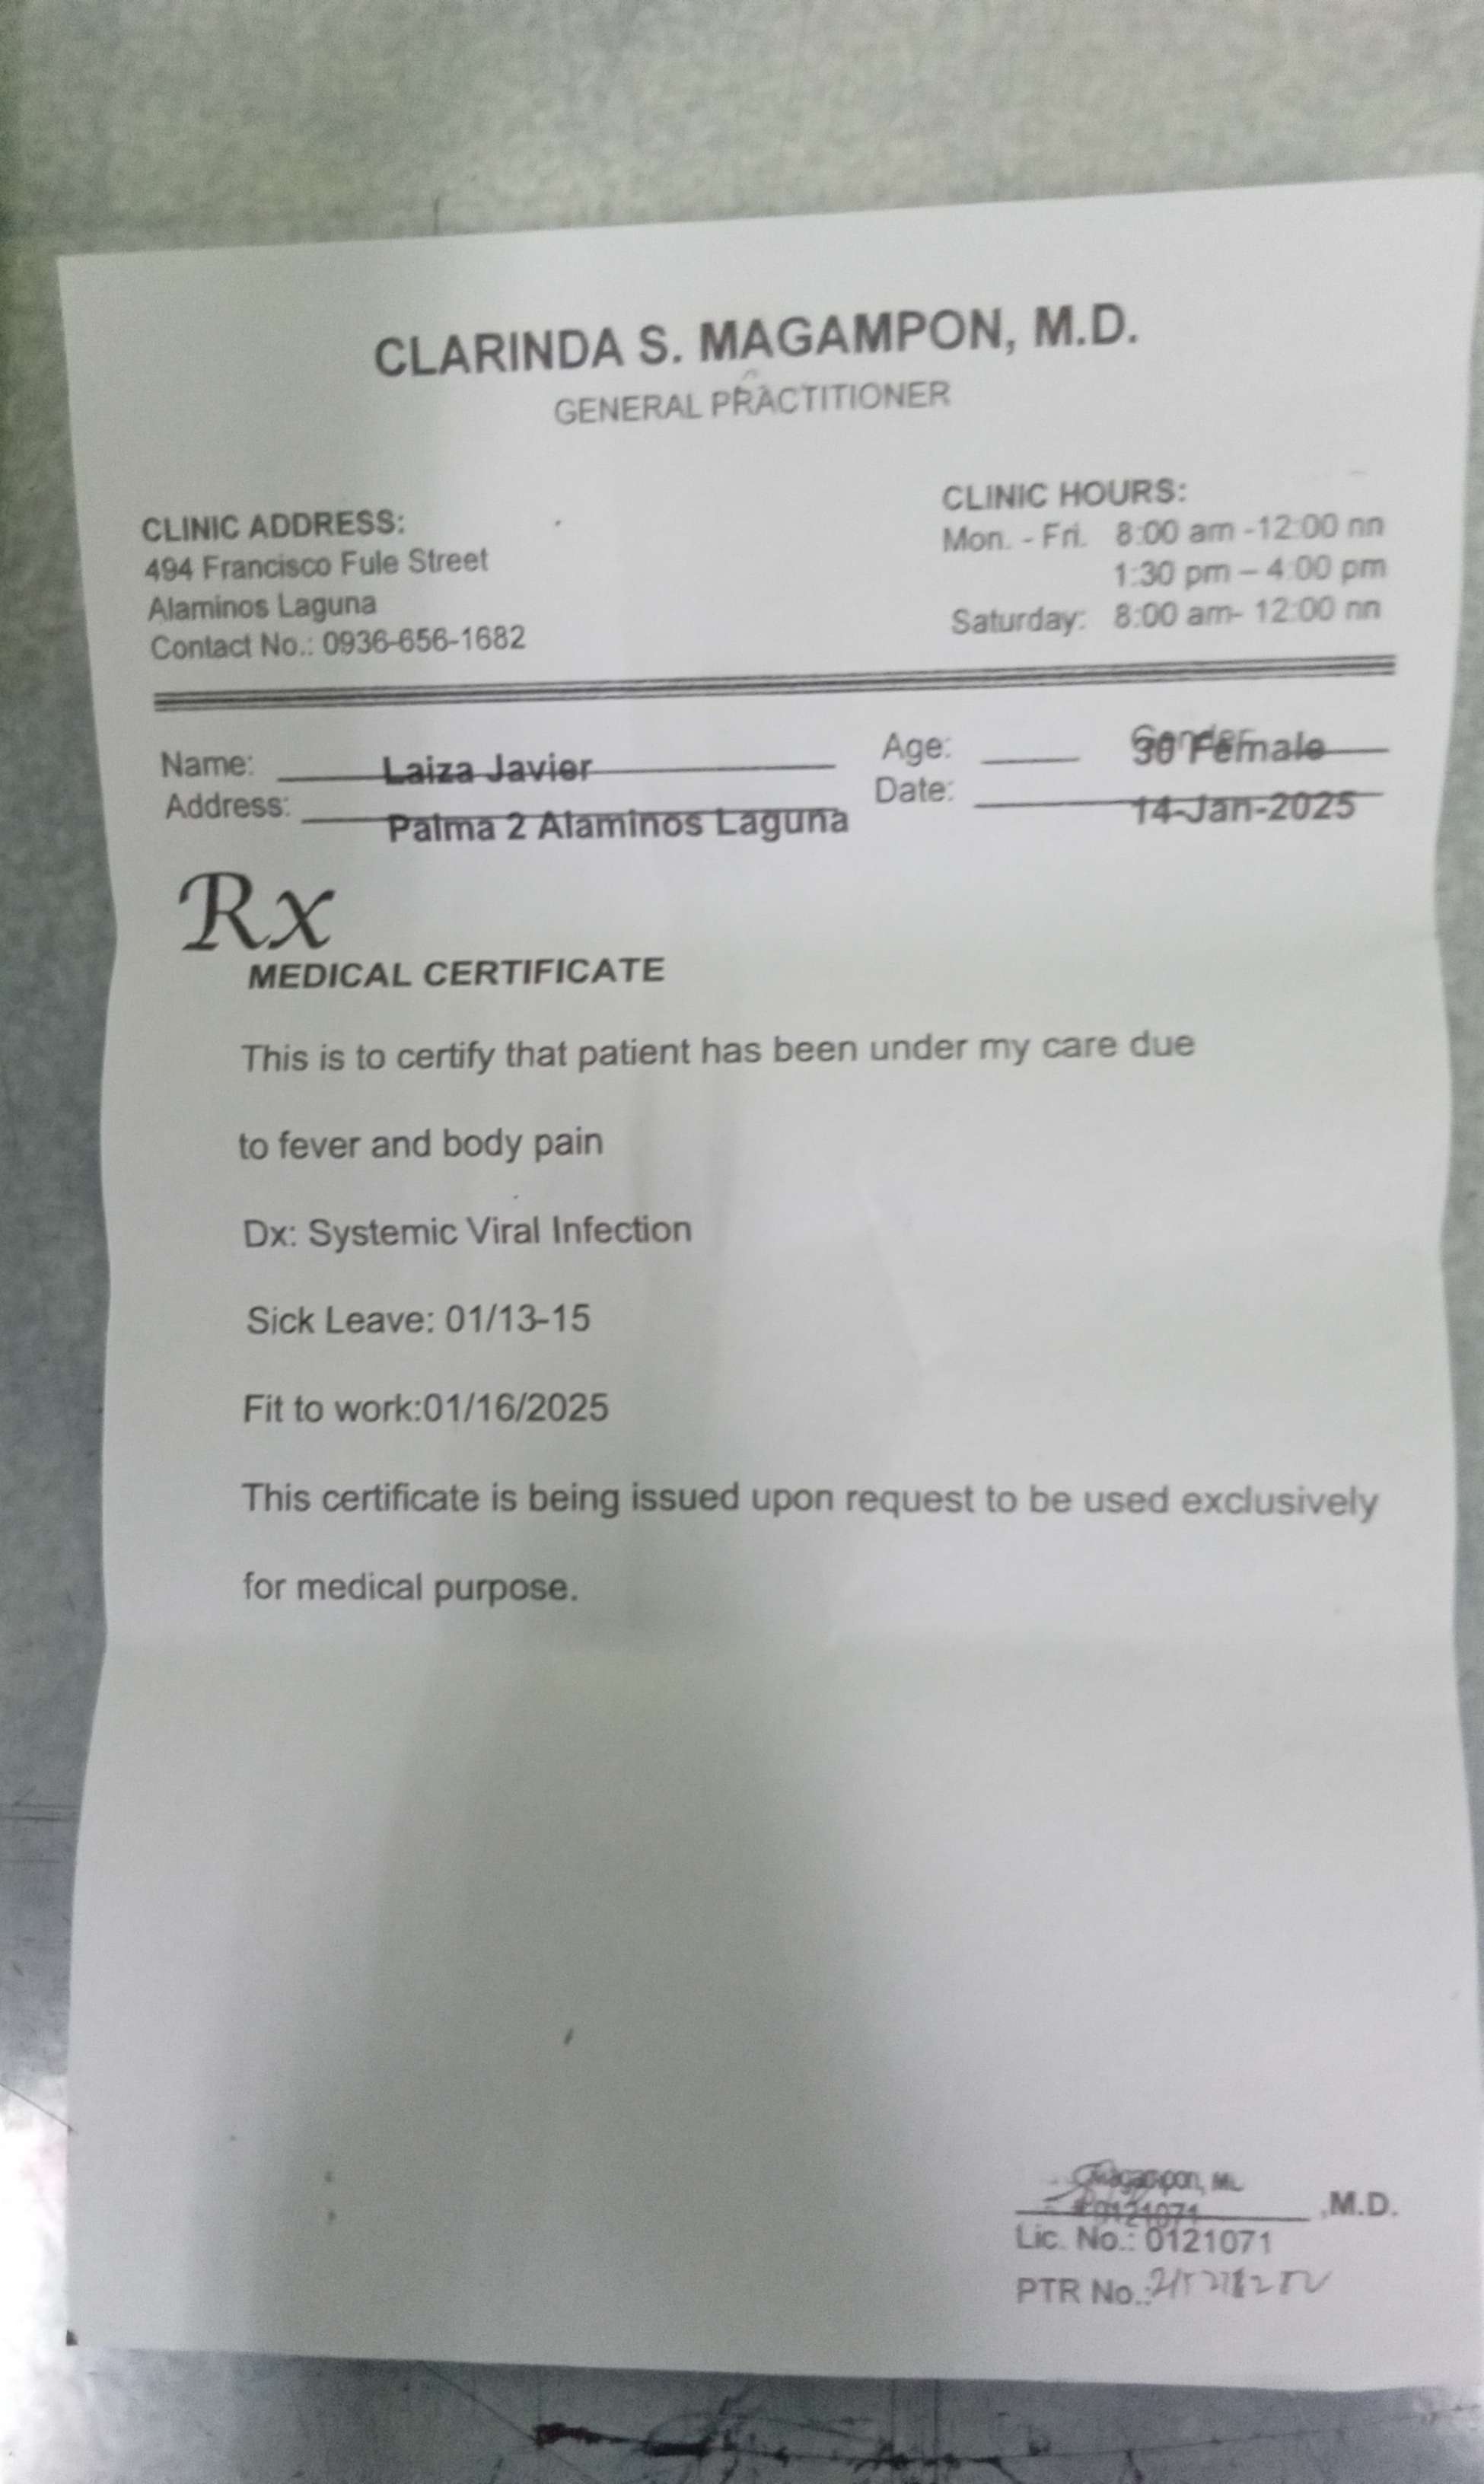 CLARINDA S. MAGAMPON, M.D.
GENERAL PRACTITIONER
CLINIC ADDRESS:
494 Francisco Fule Street
Alaminos Laguna
Contact No.: 0936-656-1682
CLINIC HOURS:
Mon. - Fri. 8:00 am -12:00 nn
1:30 pm – 4:00 pm
Saturday: 8:00 am- 12:00 nn
Name: Laiza Javier
Age: Gender 30 Female
Address: Palma 2 Alaminos Laguna
Date: 14-Jan-2025
Rx
MEDICAL CERTIFICATE
This is to certify that patient has been under my care due
to fever and body pain
Dx: Systemic Viral Infection
Sick Leave: 01/13-15
Fit to work:01/16/2025
This certificate is being issued upon request to be used exclusively
for medical purpose.
#0121071
,M.D.
Lic. No.: 0121071
PTR No.: